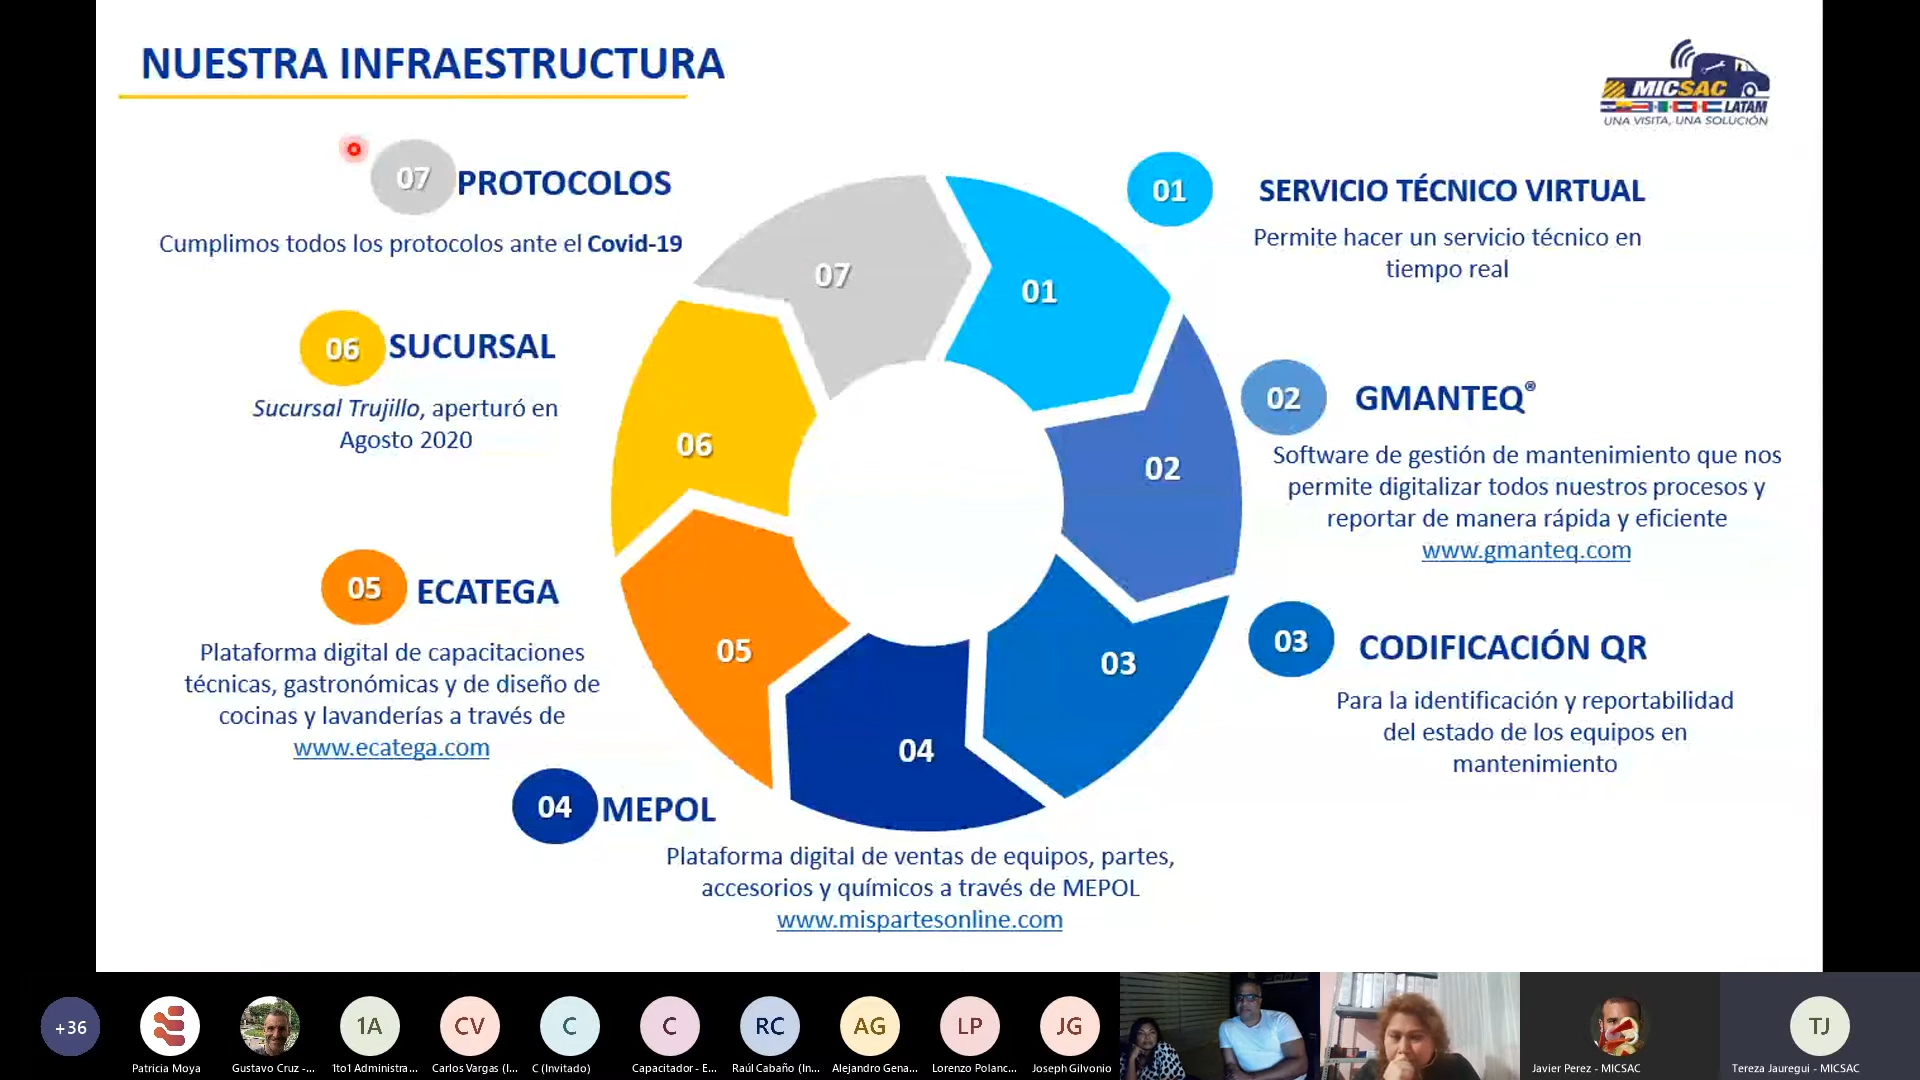 NUESTRA INFRAESTRUCTURA
MICSAC
LATAM
UNA VISITA, UNA SOLUCIÓN
01
SERVICIO TÉCNICO VIRTUAL
Permite hacer un servicio técnico en
tiempo real
02
GMANTEQ®
Software de gestión de mantenimiento que nos
permite digitalizar todos nuestros procesos y
reportar de manera rápida y eficiente
www.gmanteq.com
03
CODIFICACIÓN QR
Para la identificación y reportabilidad
del estado de los equipos en
mantenimiento
04
MEPOL
Plataforma digital de ventas de equipos, partes,
accesorios y químicos a través de MEPOL
www.mispartesonline.com
05
ECATEGA
Plataforma digital de capacitaciones
técnicas, gastronómicas y de diseño de
cocinas y lavanderías a través de
www.ecatega.com
06
SUCURSAL
Sucursal Trujillo, aperturó en
Agosto 2020
07
PROTOCOLOS
Cumplimos todos los protocolos ante el Covid-19
01
02
03
04
05
06
07
+36
1A
CV
C
C
RC
AG
LP
JG
TJ
Patricia Moya
Gustavo Cruz -...
1to1 Administra...
Carlos Vargas (I...
C (Invitado)
Capacitador - E...
Raúl Cabaño (In...
Alejandro Gena...
Lorenzo Polanc...
Joseph Gilvonio
Javier Perez - MICSAC
Tereza Jauregui - MICSAC